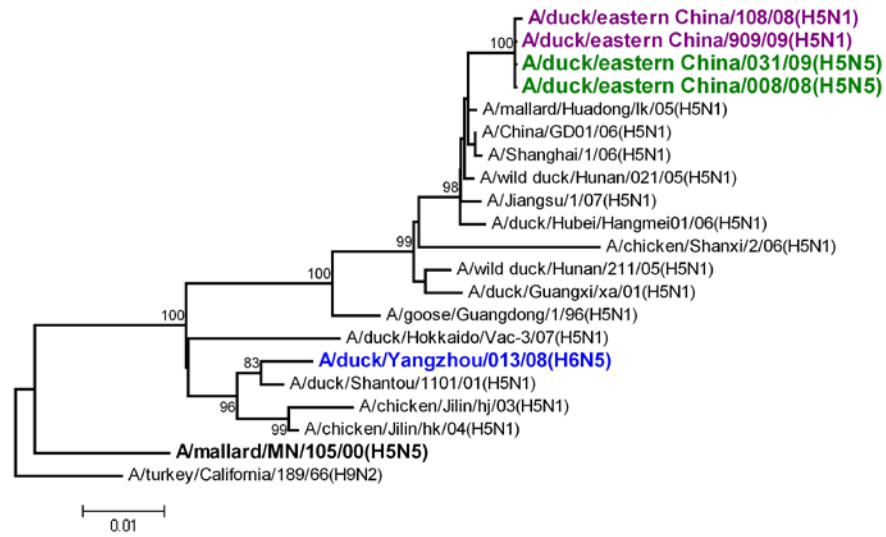 A/duck/eastern China/108/08(H5N1)
100
A/duck/eastern China/909/09(H5N1)
A/duck/eastern China/031/09(H5N5)
A/duck/eastern China/008/08(H5N5)
A/mallard/Huadong/lk/05(H5N1)
A/China/GD01/06(H5N1)
A/Shanghai/1/06(H5N1)
A/wild duck/Hunan/021/05(H5N1)
98
A/Jiangsu/1/07(H5N1)
A/duck/Hubei/Hangmei01/06(H5N1)
99
A/chicken/Shanxi/2/06(H5N1)
A/wild duck/Hunan/211/05(H5N1)
100
A/duck/Guangxi/xa/01(H5N1)
100
A/goose/Guangdong/1/96(H5N1)
A/duck/Hokkaido/Vac-3/07(H5N1)
83
A/duck/Yangzhou/013/08(H6N5)
A/duck/Shantou/1101/01(H5N1)
96
A/chicken/Jilin/hj/03(H5N1)
99
A/chicken/Jilin/hk/04(H5N1)
A/mallard/MN/105/00(H5N5)
A/turkey/California/189/66(H9N2)
0.01